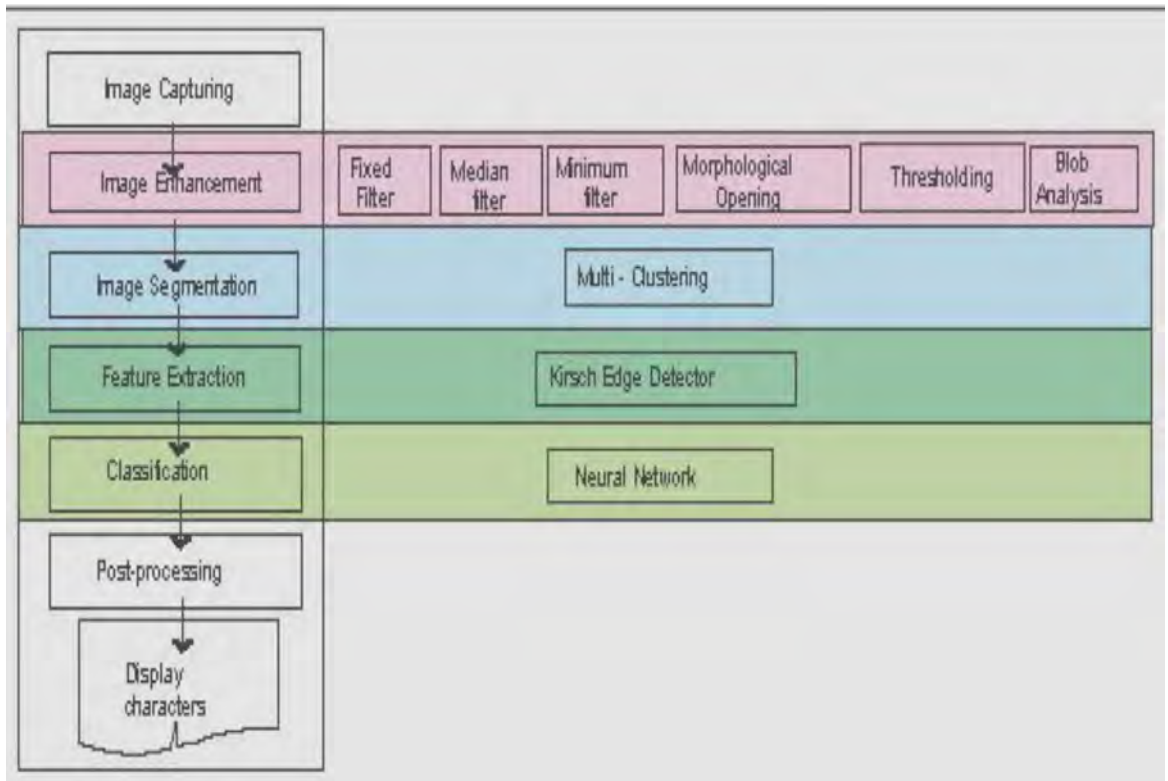 Image Capturing
Image Enhancement
Fixed
Filter
Median
filter
Minimum
filter
Morphological
Opening
Thresholding
Blob
Analysis
Image Segmentation
Multi - Clustering
Feature Extraction
Kirsch Edge Detector
Classification
Neural Network
Post-processing
Display
characters